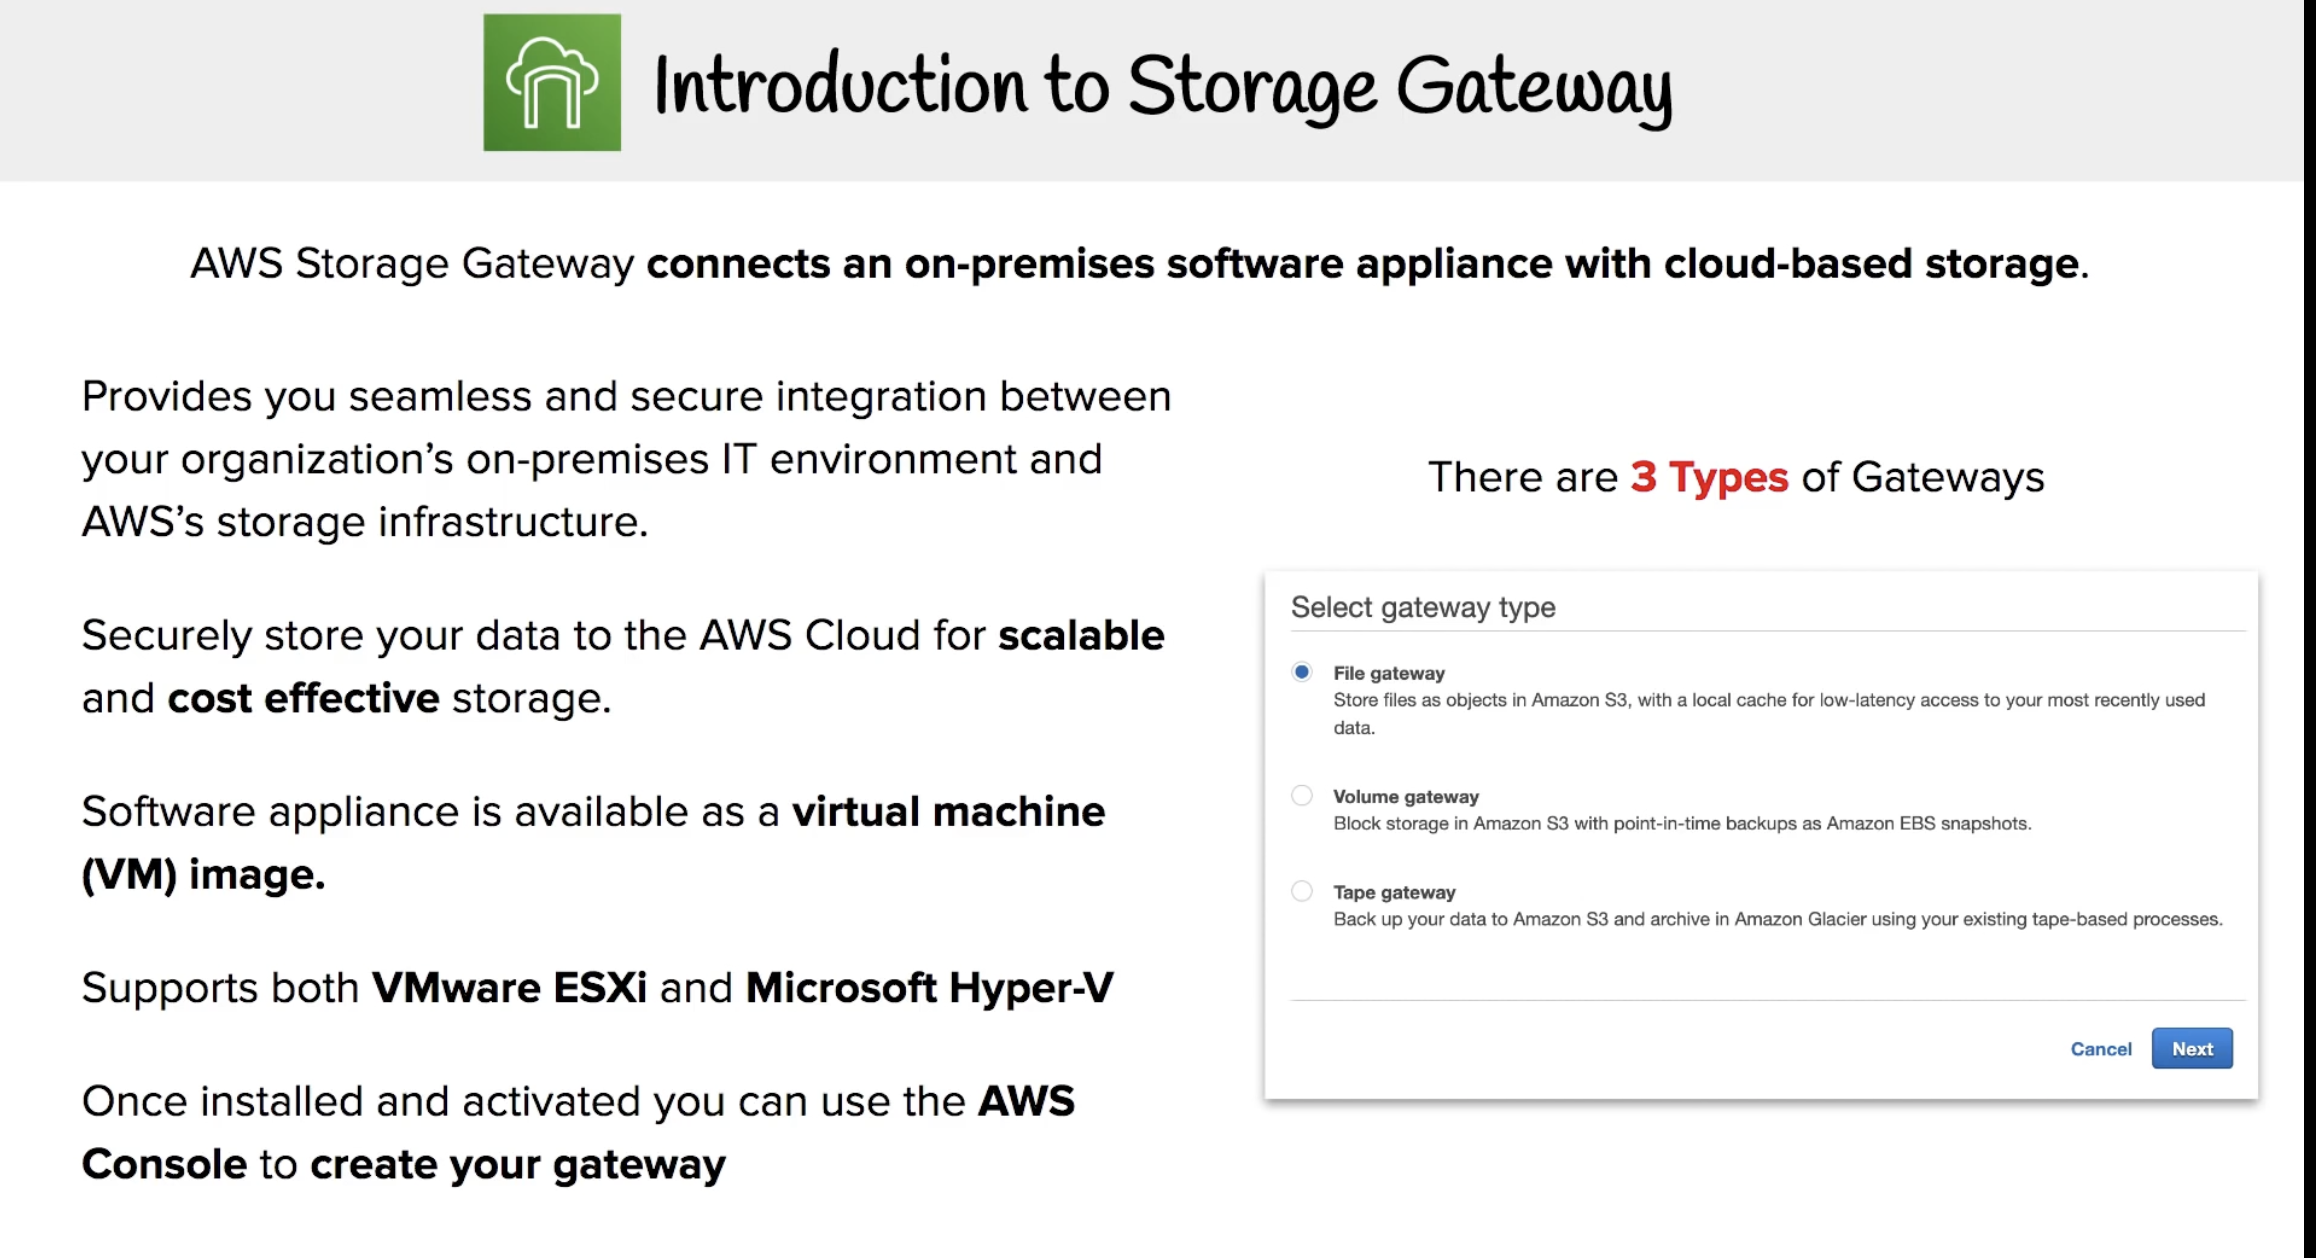 Introduction to Storage Gateway
AWS Storage Gateway connects an on-premises software appliance with cloud-based storage.
Provides you seamless and secure integration between
your organization’s on-premises IT environment and
AWS’s storage infrastructure.
Securely store your data to the AWS Cloud for scalable
and cost effective storage.
Software appliance is available as a virtual machine
(VM) image.
Supports both VMware ESXi and Microsoft Hyper-V
Once installed and activated you can use the AWS
Console to create your gateway
There are 3 Types of Gateways
Select gateway type
File gateway
Store files as objects in Amazon S3, with a local cache for low-latency access to your most recently used
data.
Volume gateway
Block storage in Amazon S3 with point-in-time backups as Amazon EBS snapshots.
Tape gateway
Back up your data to Amazon S3 and archive in Amazon Glacier using your existing tape-based processes.
Cancel Next